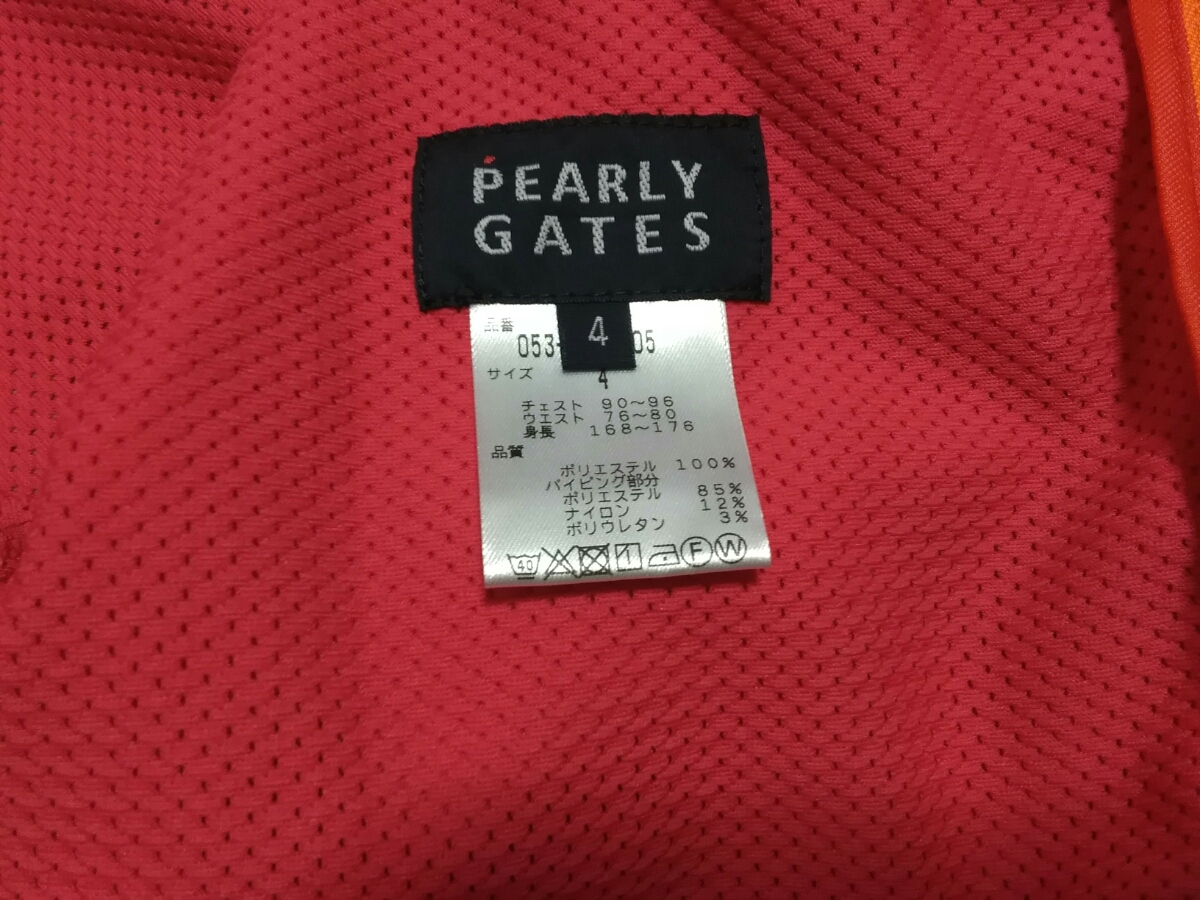 PEARLY
GATES
4
品番
053- 05
サイズ 4
チェスト 90～96
ウエスト 76～80
身長 168～176
品質
ポリエステル 100%
パイピング部分
ポリエステル 85%
ナイロン 12%
ポリウレタン 3%
40 1 F W